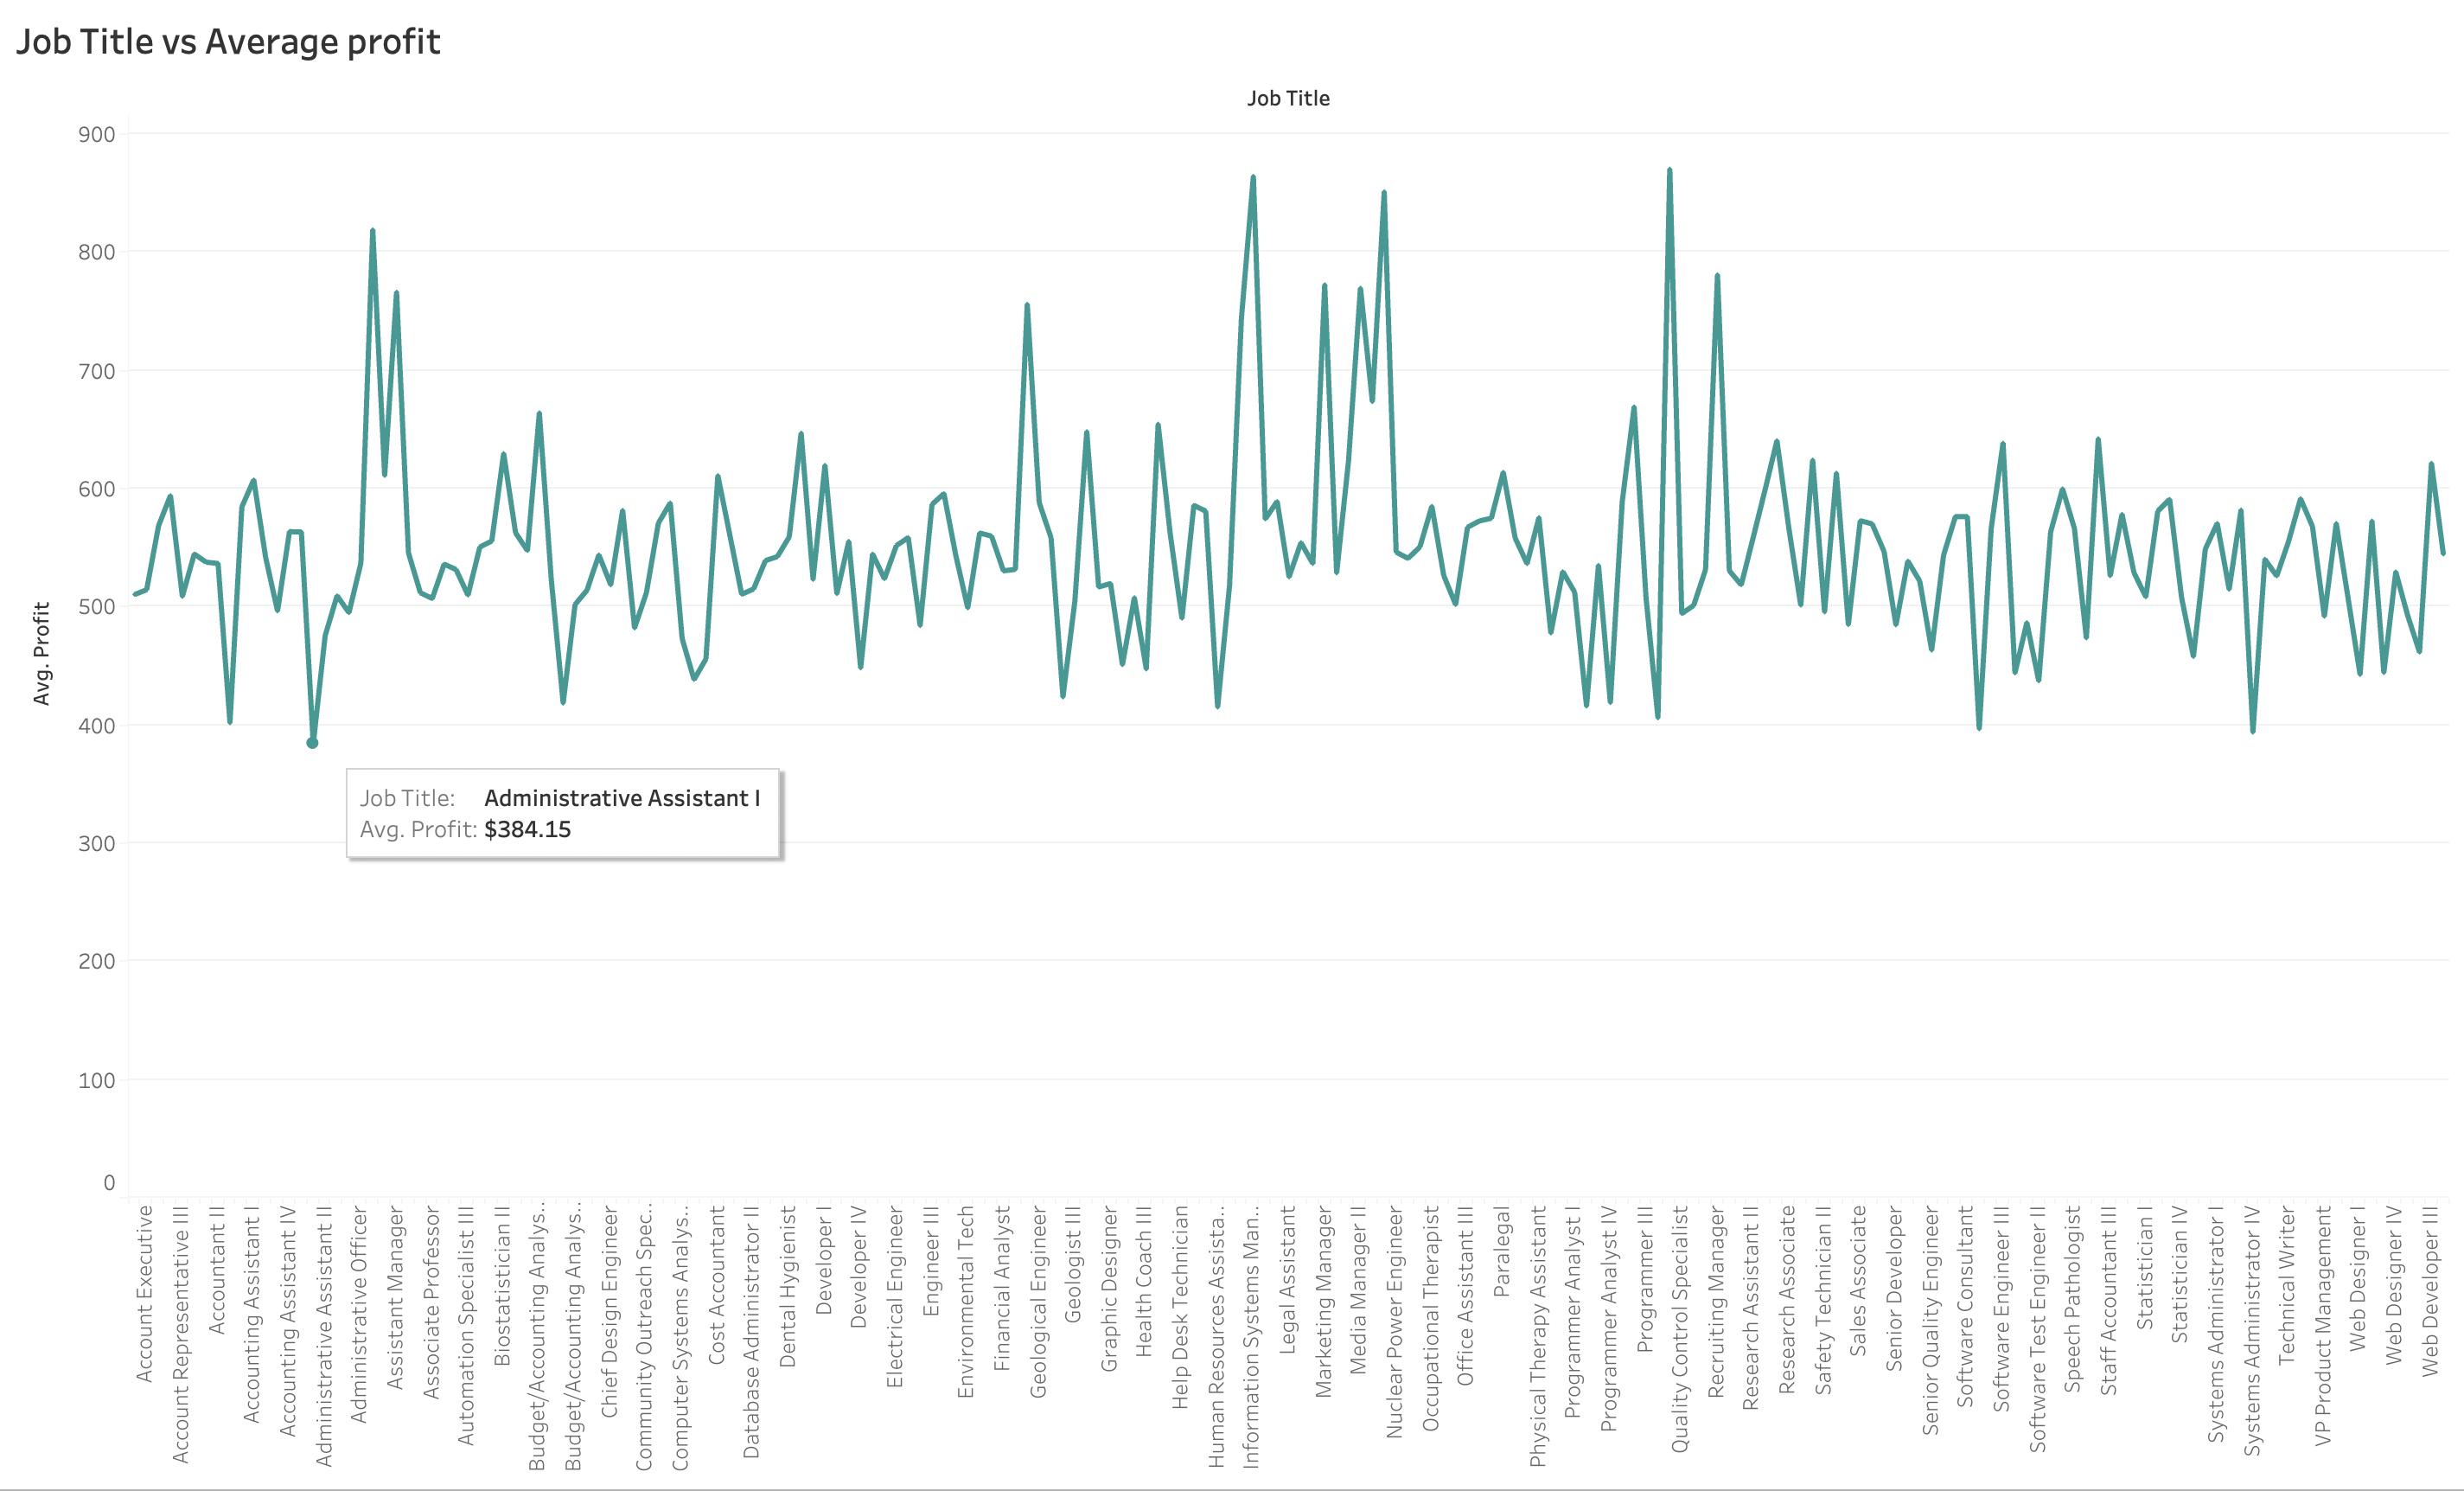 Job Title vs Average profit
Job Title
900
800
700
600
500
400
300
200
100
0
Avg. Profit
Job Title: Administrative Assistant I
Avg. Profit: $384.15
Account Executive
Account Representative III
Accountant II
Accounting Assistant I
Accounting Assistant IV
Administrative Assistant II
Administrative Officer
Assistant Manager
Associate Professor
Automation Specialist III
Biostatistician II
Budget/Accounting Analys..
Budget/Accounting Analys..
Chief Design Engineer
Community Outreach Spec..
Computer Systems Analys..
Cost Accountant
Database Administrator II
Dental Hygienist
Developer I
Developer IV
Electrical Engineer
Engineer III
Environmental Tech
Financial Analyst
Geological Engineer
Geologist III
Graphic Designer
Health Coach III
Help Desk Technician
Human Resources Assista..
Information Systems Man..
Legal Assistant
Marketing Manager
Media Manager II
Nuclear Power Engineer
Occupational Therapist
Office Assistant III
Paralegal
Physical Therapy Assistant
Programmer Analyst I
Programmer Analyst IV
Programmer III
Quality Control Specialist
Recruiting Manager
Research Assistant II
Research Associate
Safety Technician II
Sales Associate
Senior Developer
Senior Quality Engineer
Software Consultant
Software Engineer III
Software Test Engineer II
Speech Pathologist
Staff Accountant III
Statistician I
Statistician IV
Systems Administrator I
Systems Administrator IV
Technical Writer
VP Product Management
Web Designer I
Web Designer IV
Web Developer III